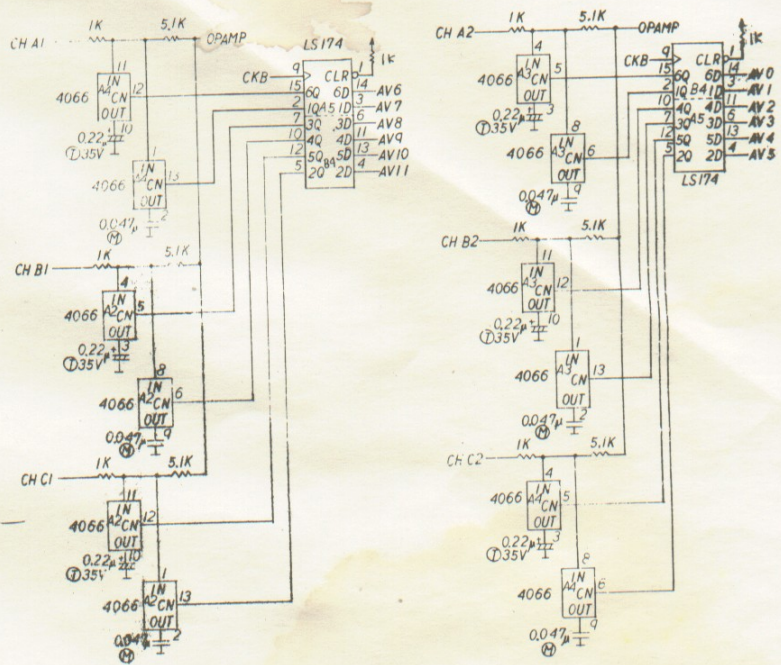 CH A1 1K 5.1K OPAMP
LS174
1K
CKB 9 CLR 1
15 6Q 6D 14 AV6
2 1Q A5 1D 3 AV7
7 3Q 3D 6 AV8
10 4Q 4D 11 AV9
12 5Q 5D 13 AV10
5 2Q B4 2D 4 AV11
11
IN
4066 A4 CN 12
OUT
0.22µ + 10
T 35V
1
IN
4066 A4 CN 13
OUT
0.047µ 2
M
CH B1 1K 5.1K
4
IN
4066 A2 CN 5
OUT
0.22µ + 3
T 35V
8
IN
4066 A2 CN 6
OUT
0.047µ 9
M
CH C1 1K 5.1K
11
IN
4066 A2 CN 12
OUT
0.22µ + 10
T 35V
1
IN
4066 A2 CN 13
OUT
0.047µ 2
M
CH A2 1K 5.1K OPAMP
1K
CKB 9 CLR 1
15 6Q 6D 14 AV0
2 1Q B4 1D 3 AV1
10 4Q 4D 11 AV2
7 3Q A5 3D 6 AV3
12 5Q 5D 13 AV4
5 2Q 2D 4 AV5
LS174
4
IN
4066 A3 CN 5
OUT
0.22µ + 3
T 35V
8
IN
4066 A3 CN 6
OUT
0.047µ 9
M
CH B2 1K 5.1K
11
IN
4066 A3 CN 12
OUT
0.22µ + 10
T 35V
1
IN
4066 A3 CN 13
OUT
0.047µ 2
M
CH C2 1K 5.1K
4
IN
4066 A4 CN 5
OUT
0.22µ + 3
T 35V
8
IN
4066 A4 CN 6
OUT
0.047µ 9
M